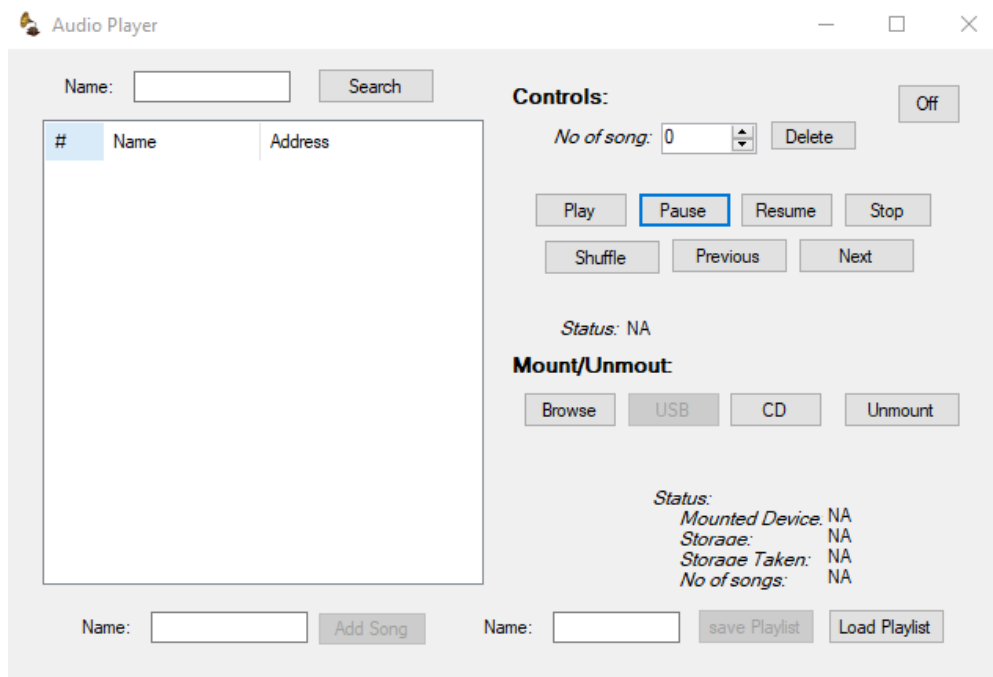 Audio Player
Name: Search
# Name Address
Controls:
Off
No of song: 0 Delete
Play Pause Resume Stop
Shuffle Previous Next
Status: NA
Mount/Unmout:
Browse USB CD Unmount
Status:
Mounted Device: NA
Storage: NA
Storage Taken: NA
No of songs: NA
Name: Add Song
Name: save Playlist Load Playlist